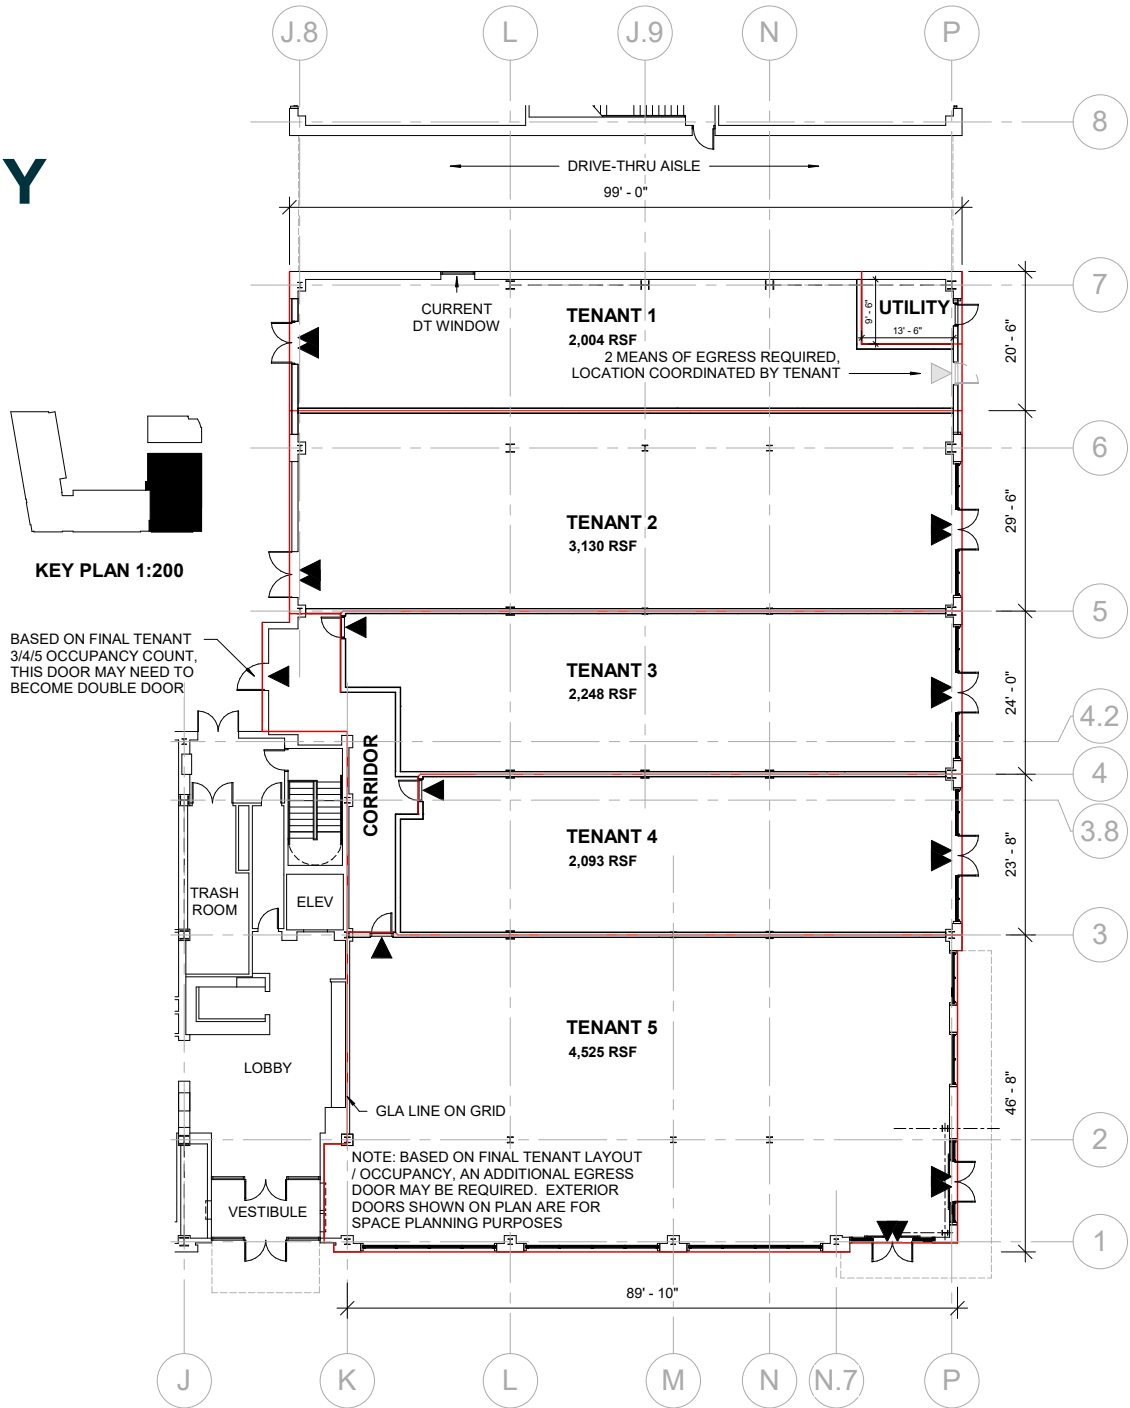 J.8
L
J.9
N
P
8
Y
DRIVE-THRU AISLE
99' - 0"
7
CURRENT
DT WINDOW
TENANT 1
2,004 RSF
UTILITY
9' - 6"
13' - 6"
20' - 6"
2 MEANS OF EGRESS REQUIRED,
LOCATION COORDINATED BY TENANT
6
TENANT 2
3,130 RSF
29' - 6"
KEY PLAN 1:200
5
BASED ON FINAL TENANT
3/4/5 OCCUPANCY COUNT,
THIS DOOR MAY NEED TO
BECOME DOUBLE DOOR
TENANT 3
2,248 RSF
24' - 0"
4.2
4
CORRIDOR
3.8
TENANT 4
2,093 RSF
23' - 8"
TRASH
ROOM
ELEV
3
TENANT 5
4,525 RSF
LOBBY
46' - 8"
GLA LINE ON GRID
2
NOTE: BASED ON FINAL TENANT LAYOUT
/ OCCUPANCY, AN ADDITIONAL EGRESS
DOOR MAY BE REQUIRED. EXTERIOR
DOORS SHOWN ON PLAN ARE FOR
SPACE PLANNING PURPOSES
VESTIBULE
1
89' - 10"
J
K
L
M
N
N.7
P